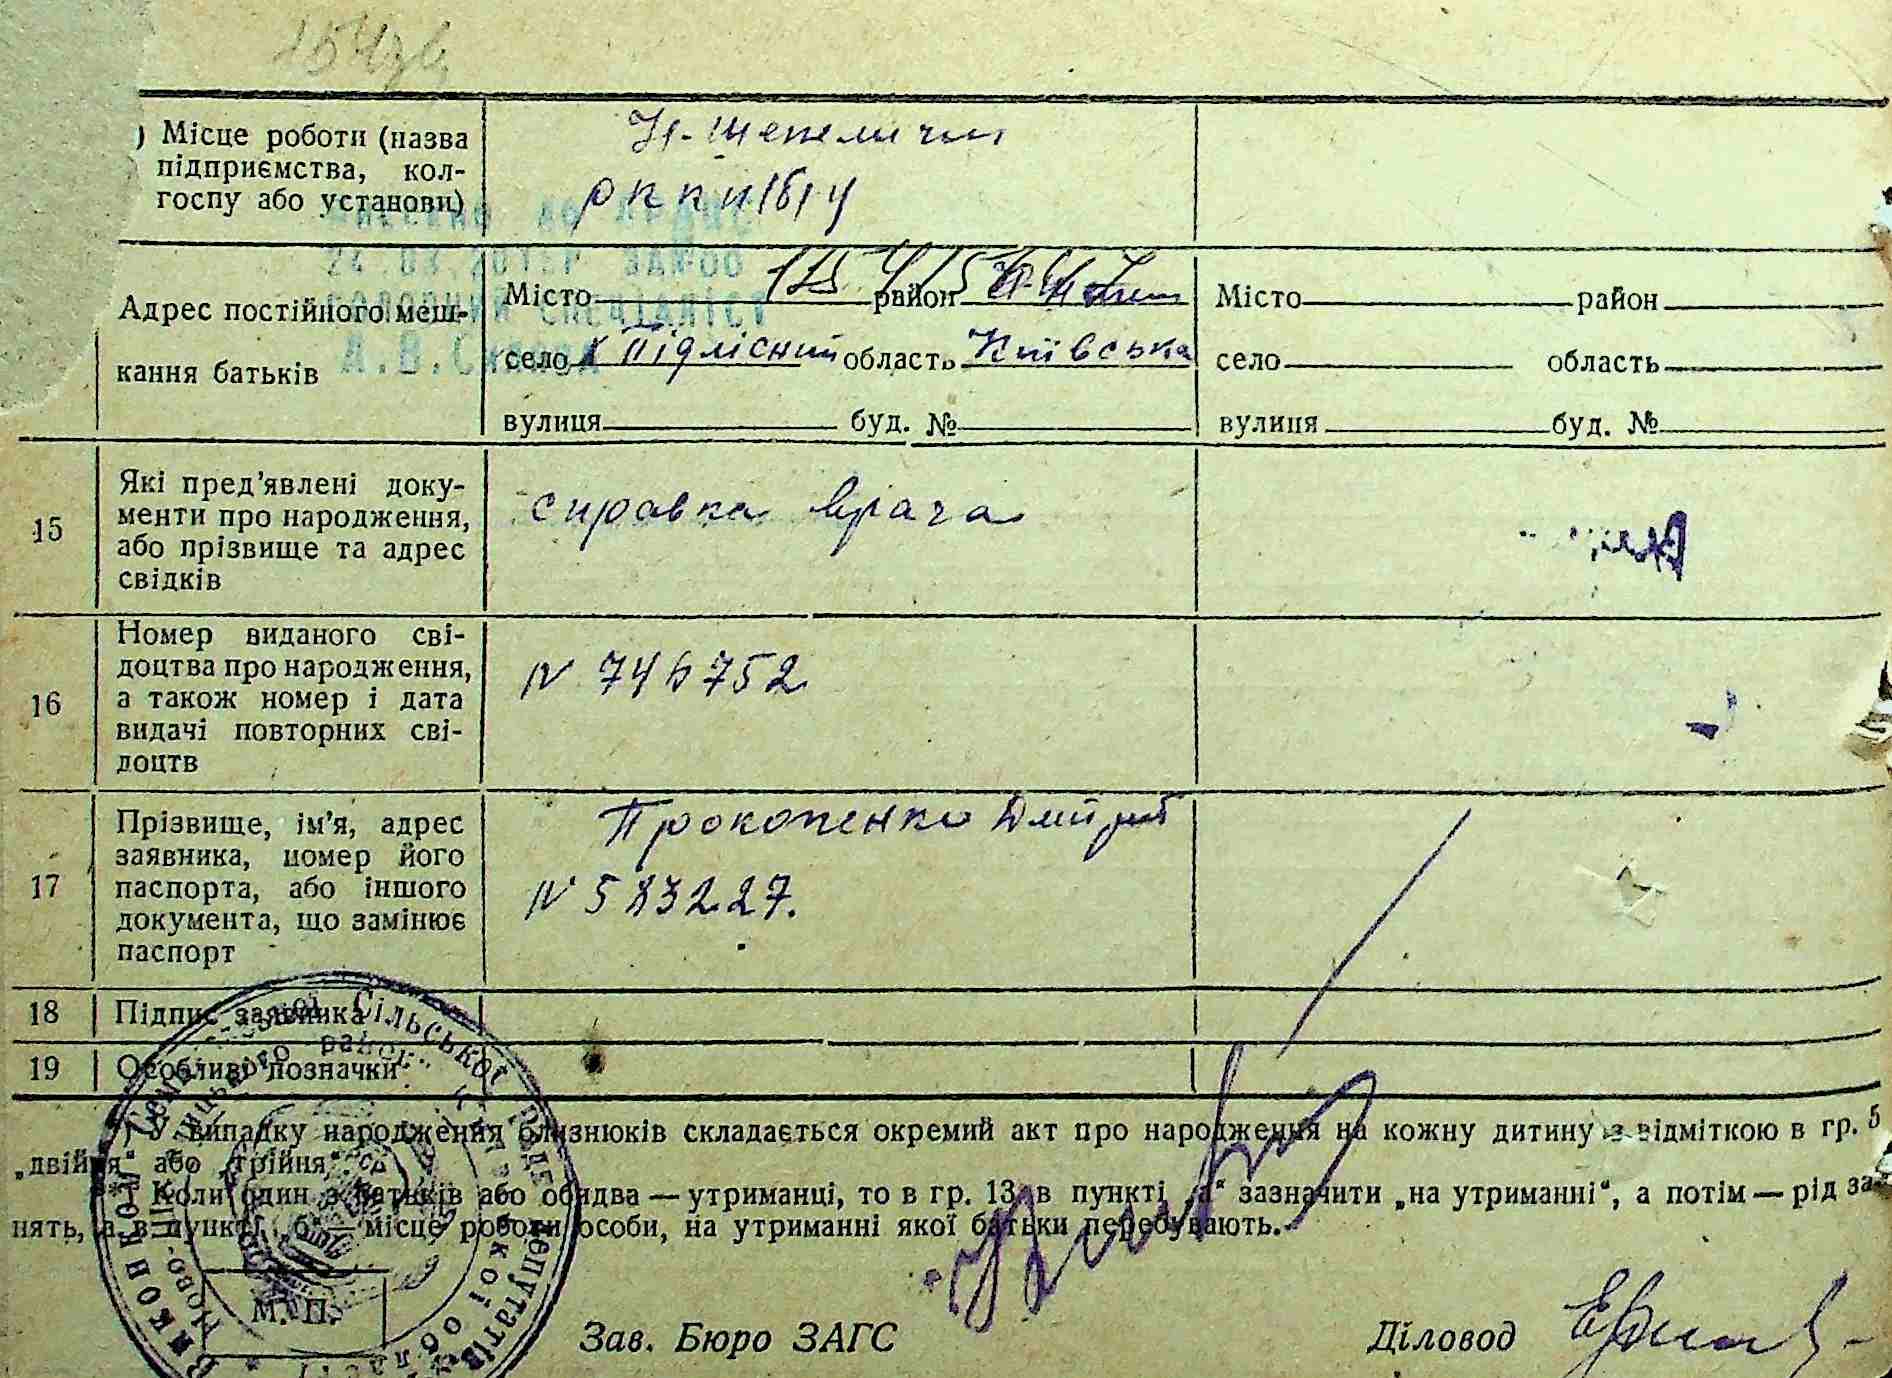 ) Місце роботи (назва
підприємства, кол-
госпу або установи)
Н-Шепеличи
Адрес постійного меш-
кання батьків
Місто район
село Х Підлісний область Київська
вулиця буд. №
Місто район
село область
вулиця буд. №
15
Які пред'явлені доку-
менти про народження,
або прізвище та адрес
свідків
справка врача
16
Номер виданого сві-
доцтва про народження,
а також номер і дата
видачі повторних сві-
доцтв
N
17
Прізвище, ім'я, адрес
заявника, номер його
паспорта, або іншого
документа, що замінює
паспорт
Прокопенко Дмитрий
N 583227.
18 Підпис заявника
19 Особливі позначки
*) У випадку народження близнюків складається окремий акт про народження на кожну дитину з відміткою в гр. 5
„двійня“ або „трійня“.
**) Коли один з батьків або обидва — утриманці, то в гр. 13, в пункті „а“ зазначити „на утриманні“, а потім — рід за-
нять, а в пункті „б“ місце роботи особи, на утриманні якої батьки перебувають.
М. П.
Зав. Бюро ЗАГС
Діловод